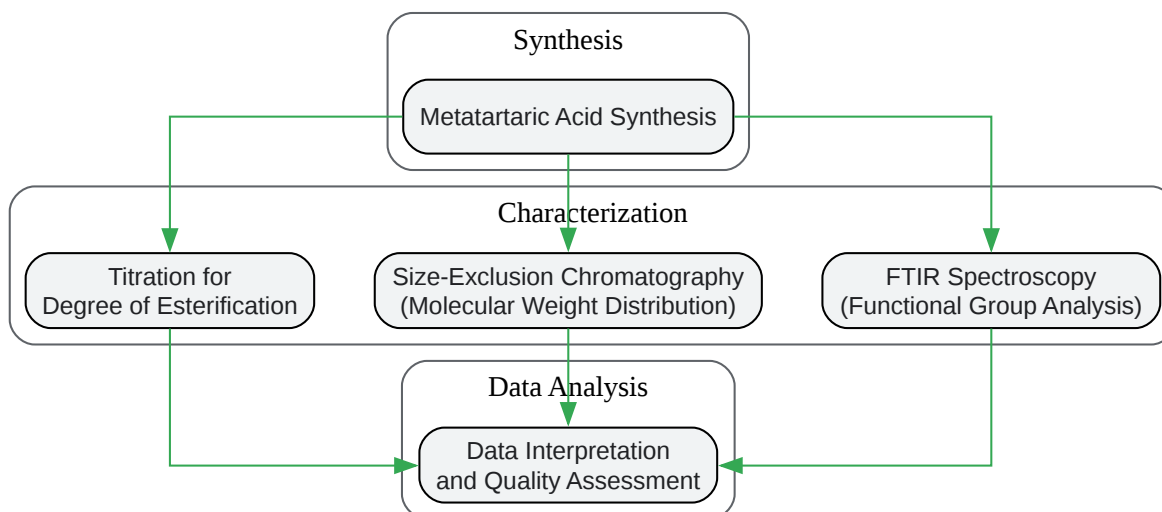 Synthesis
Metatartaric Acid Synthesis
Characterization
Titration for
Degree of Esterification
Size-Exclusion Chromatography
(Molecular Weight Distribution)
FTIR Spectroscopy
(Functional Group Analysis)
Data Analysis
Data Interpretation
and Quality Assessment